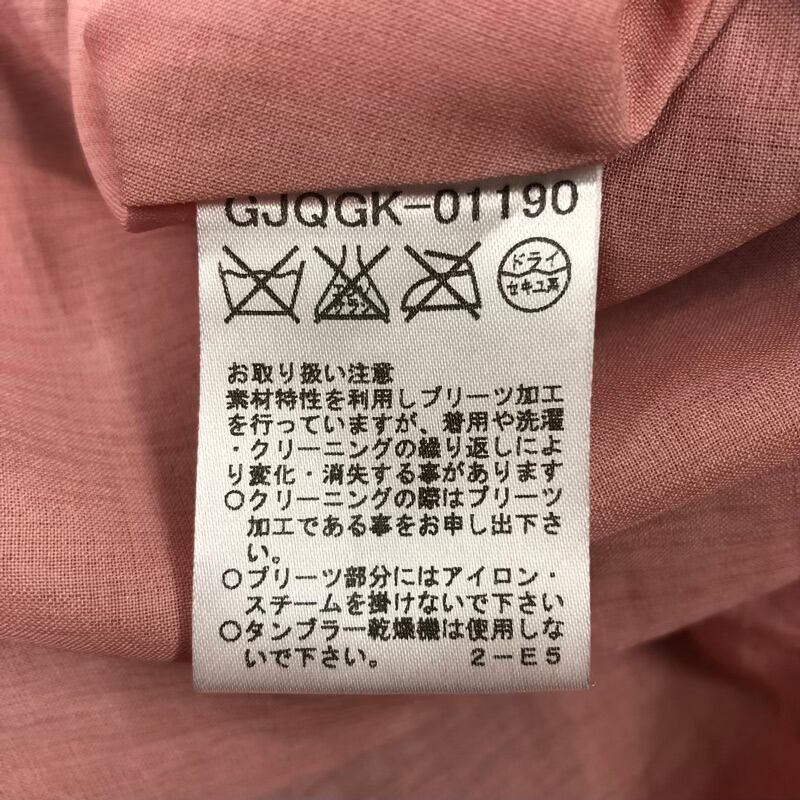 GJQGK-01190
エンソ サラシ ドライ
セキユ系
お取り扱い注意
素材特性を利用しプリーツ加工
を行っていますが、着用や洗濯
・クリーニングの繰り返しによ
り変化・消失する事があります
○クリーニングの際はプリーツ
加工である事をお申し出下さ
い。
○プリーツ部分にはアイロン・
スチームを掛けないで下さい
○タンブラー乾燥機は使用しな
いで下さい。 2-E5